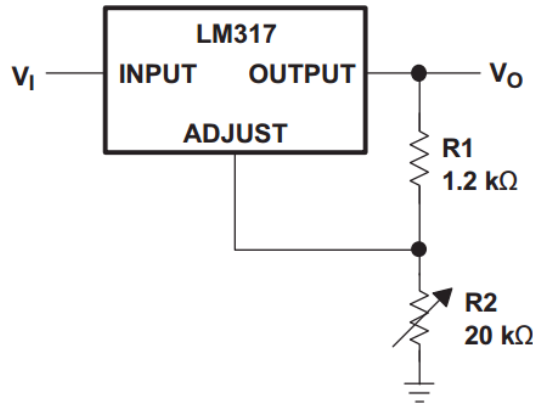 LM317
V_I INPUT OUTPUT V_O
ADJUST
R1
1.2 kΩ
R2
20 kΩ